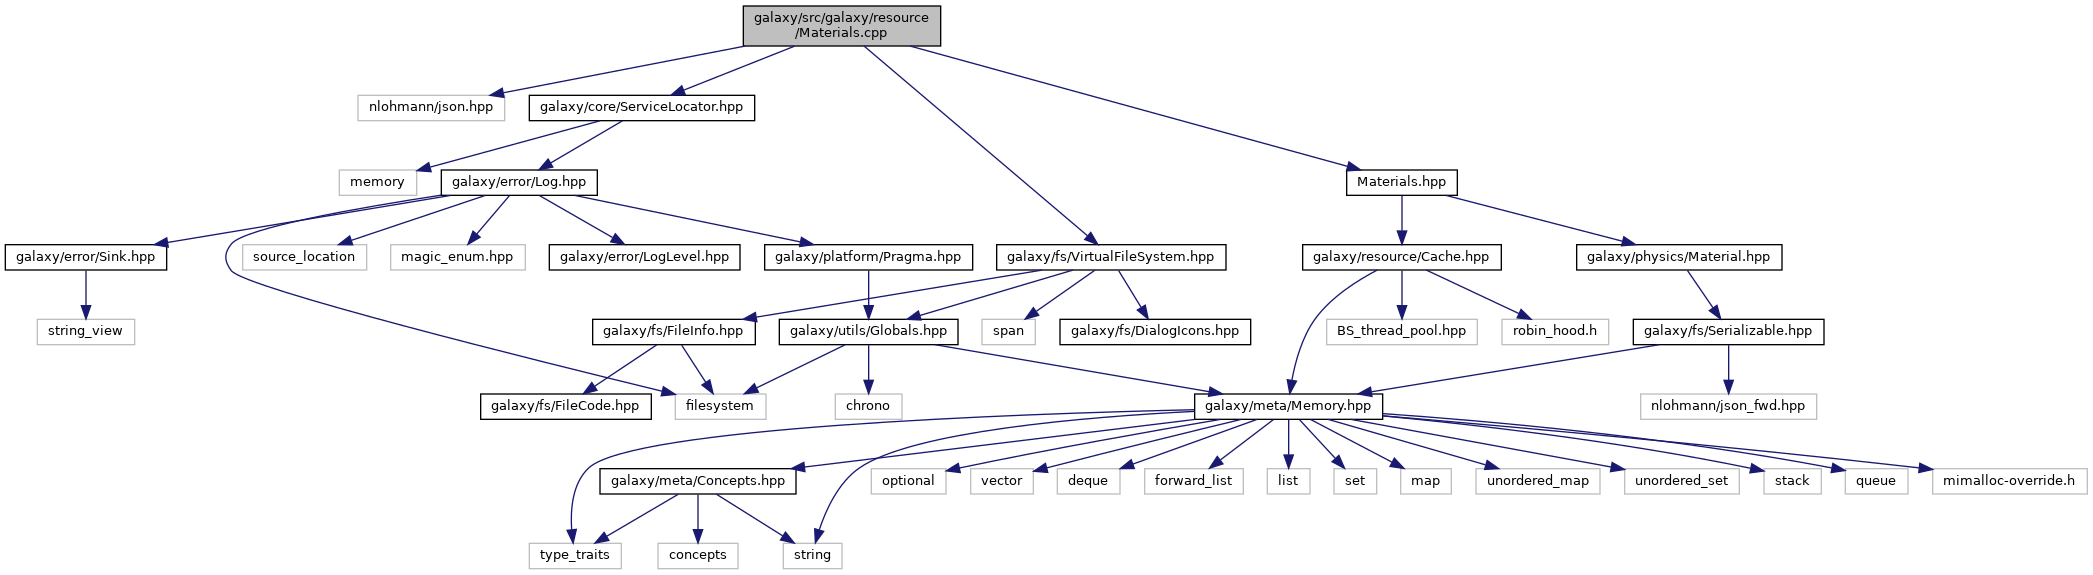 galaxy/src/galaxy/resource
/Materials.cpp
nlohmann/json.hpp
galaxy/core/ServiceLocator.hpp
memory
galaxy/error/Log.hpp
Materials.hpp
galaxy/error/Sink.hpp
source_location
magic_enum.hpp
galaxy/error/LogLevel.hpp
galaxy/platform/Pragma.hpp
galaxy/fs/VirtualFileSystem.hpp
galaxy/resource/Cache.hpp
galaxy/physics/Material.hpp
string_view
galaxy/fs/FileInfo.hpp
galaxy/utils/Globals.hpp
span
galaxy/fs/DialogIcons.hpp
BS_thread_pool.hpp
robin_hood.h
galaxy/fs/Serializable.hpp
galaxy/fs/FileCode.hpp
filesystem
chrono
galaxy/meta/Memory.hpp
nlohmann/json_fwd.hpp
galaxy/meta/Concepts.hpp
optional
vector
deque
forward_list
list
set
map
unordered_map
unordered_set
stack
queue
mimalloc-override.h
type_traits
concepts
string